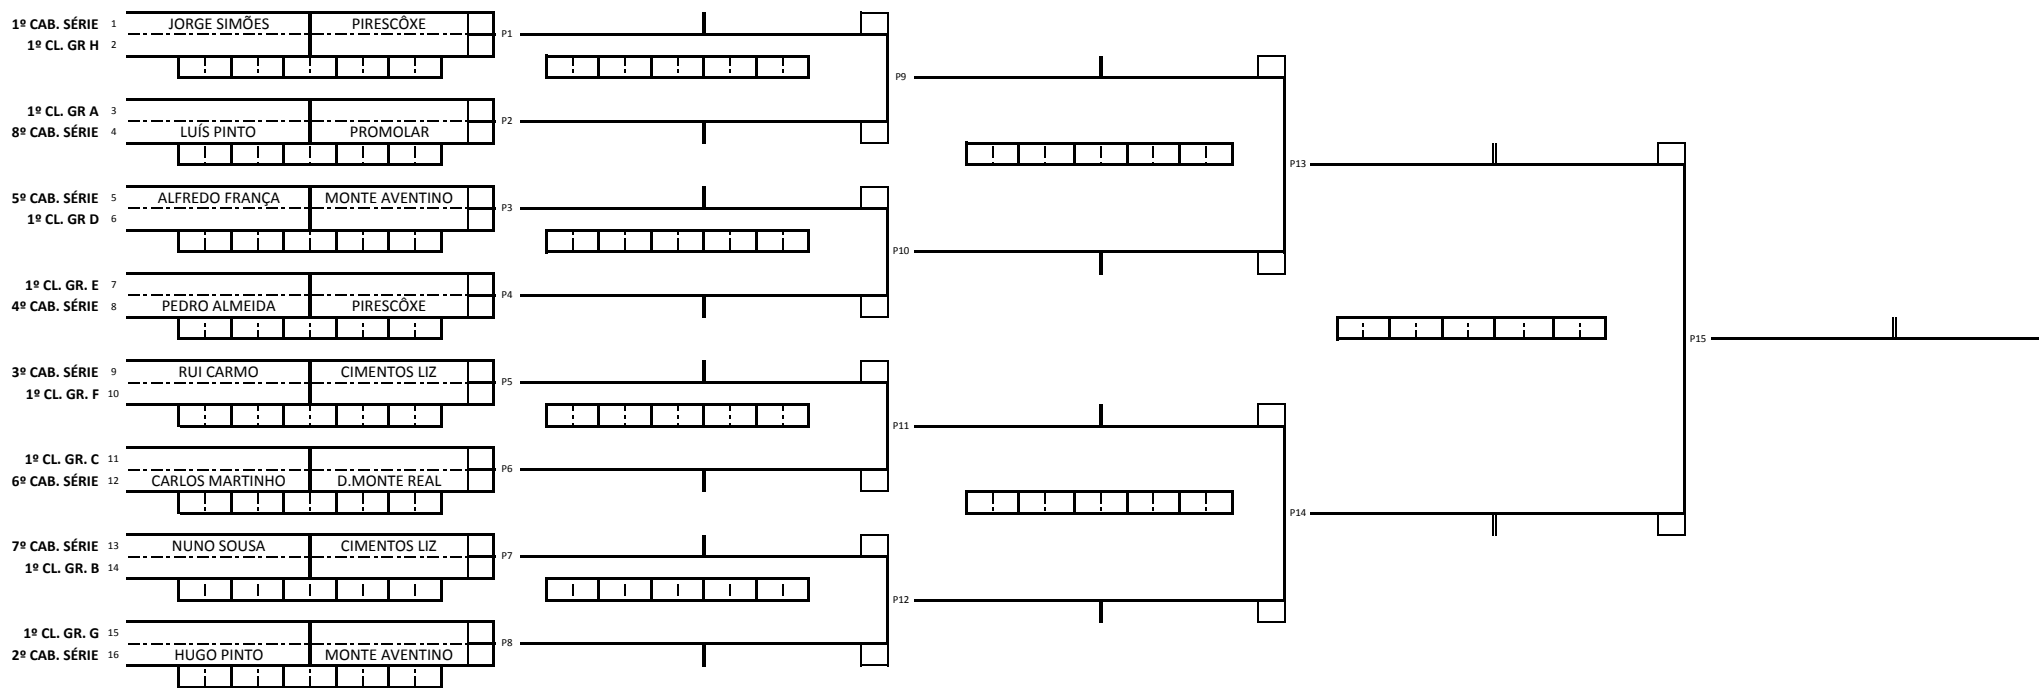 1º CAB. SÉRIE 1 JORGE SIMÕES PIRESCÔXE
P1
1º CL. GR H 2
P9
1º CL. GR A 3
P2
8º CAB. SÉRIE 4 LUÍS PINTO PROMOLAR
P13
5º CAB. SÉRIE 5 ALFREDO FRANÇA MONTE AVENTINO
P3
1º CL. GR D 6
P10
1º CL. GR. E 7
P4
4º CAB. SÉRIE 8 PEDRO ALMEIDA PIRESCÔXE
P15
3º CAB. SÉRIE 9 RUI CARMO CIMENTOS LIZ
P5
1º CL. GR. F 10
P11
1º CL. GR. C 11
P6
6º CAB. SÉRIE 12 CARLOS MARTINHO D.MONTE REAL
P14
7º CAB. SÉRIE 13 NUNO SOUSA CIMENTOS LIZ
P7
1º CL. GR. B 14
P12
1º CL. GR. G 15
P8
2º CAB. SÉRIE 16 HUGO PINTO MONTE AVENTINO